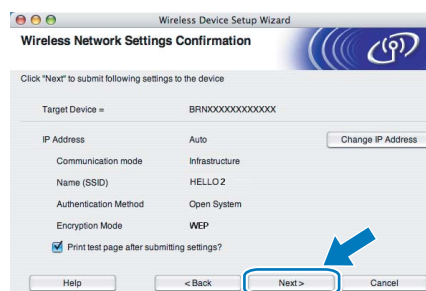 Wireless Device Setup Wizard
Wireless Network Settings Confirmation
Click "Next" to submit following settings to the device
Target Device = BRNXXXXXXXXXXXX
IP Address Auto Change IP Address
Communication mode Infrastructure
Name (SSID) HELLO 2
Authentication Method Open System
Encryption Mode WEP
Print test page after submitting settings?
Help < Back Next > Cancel